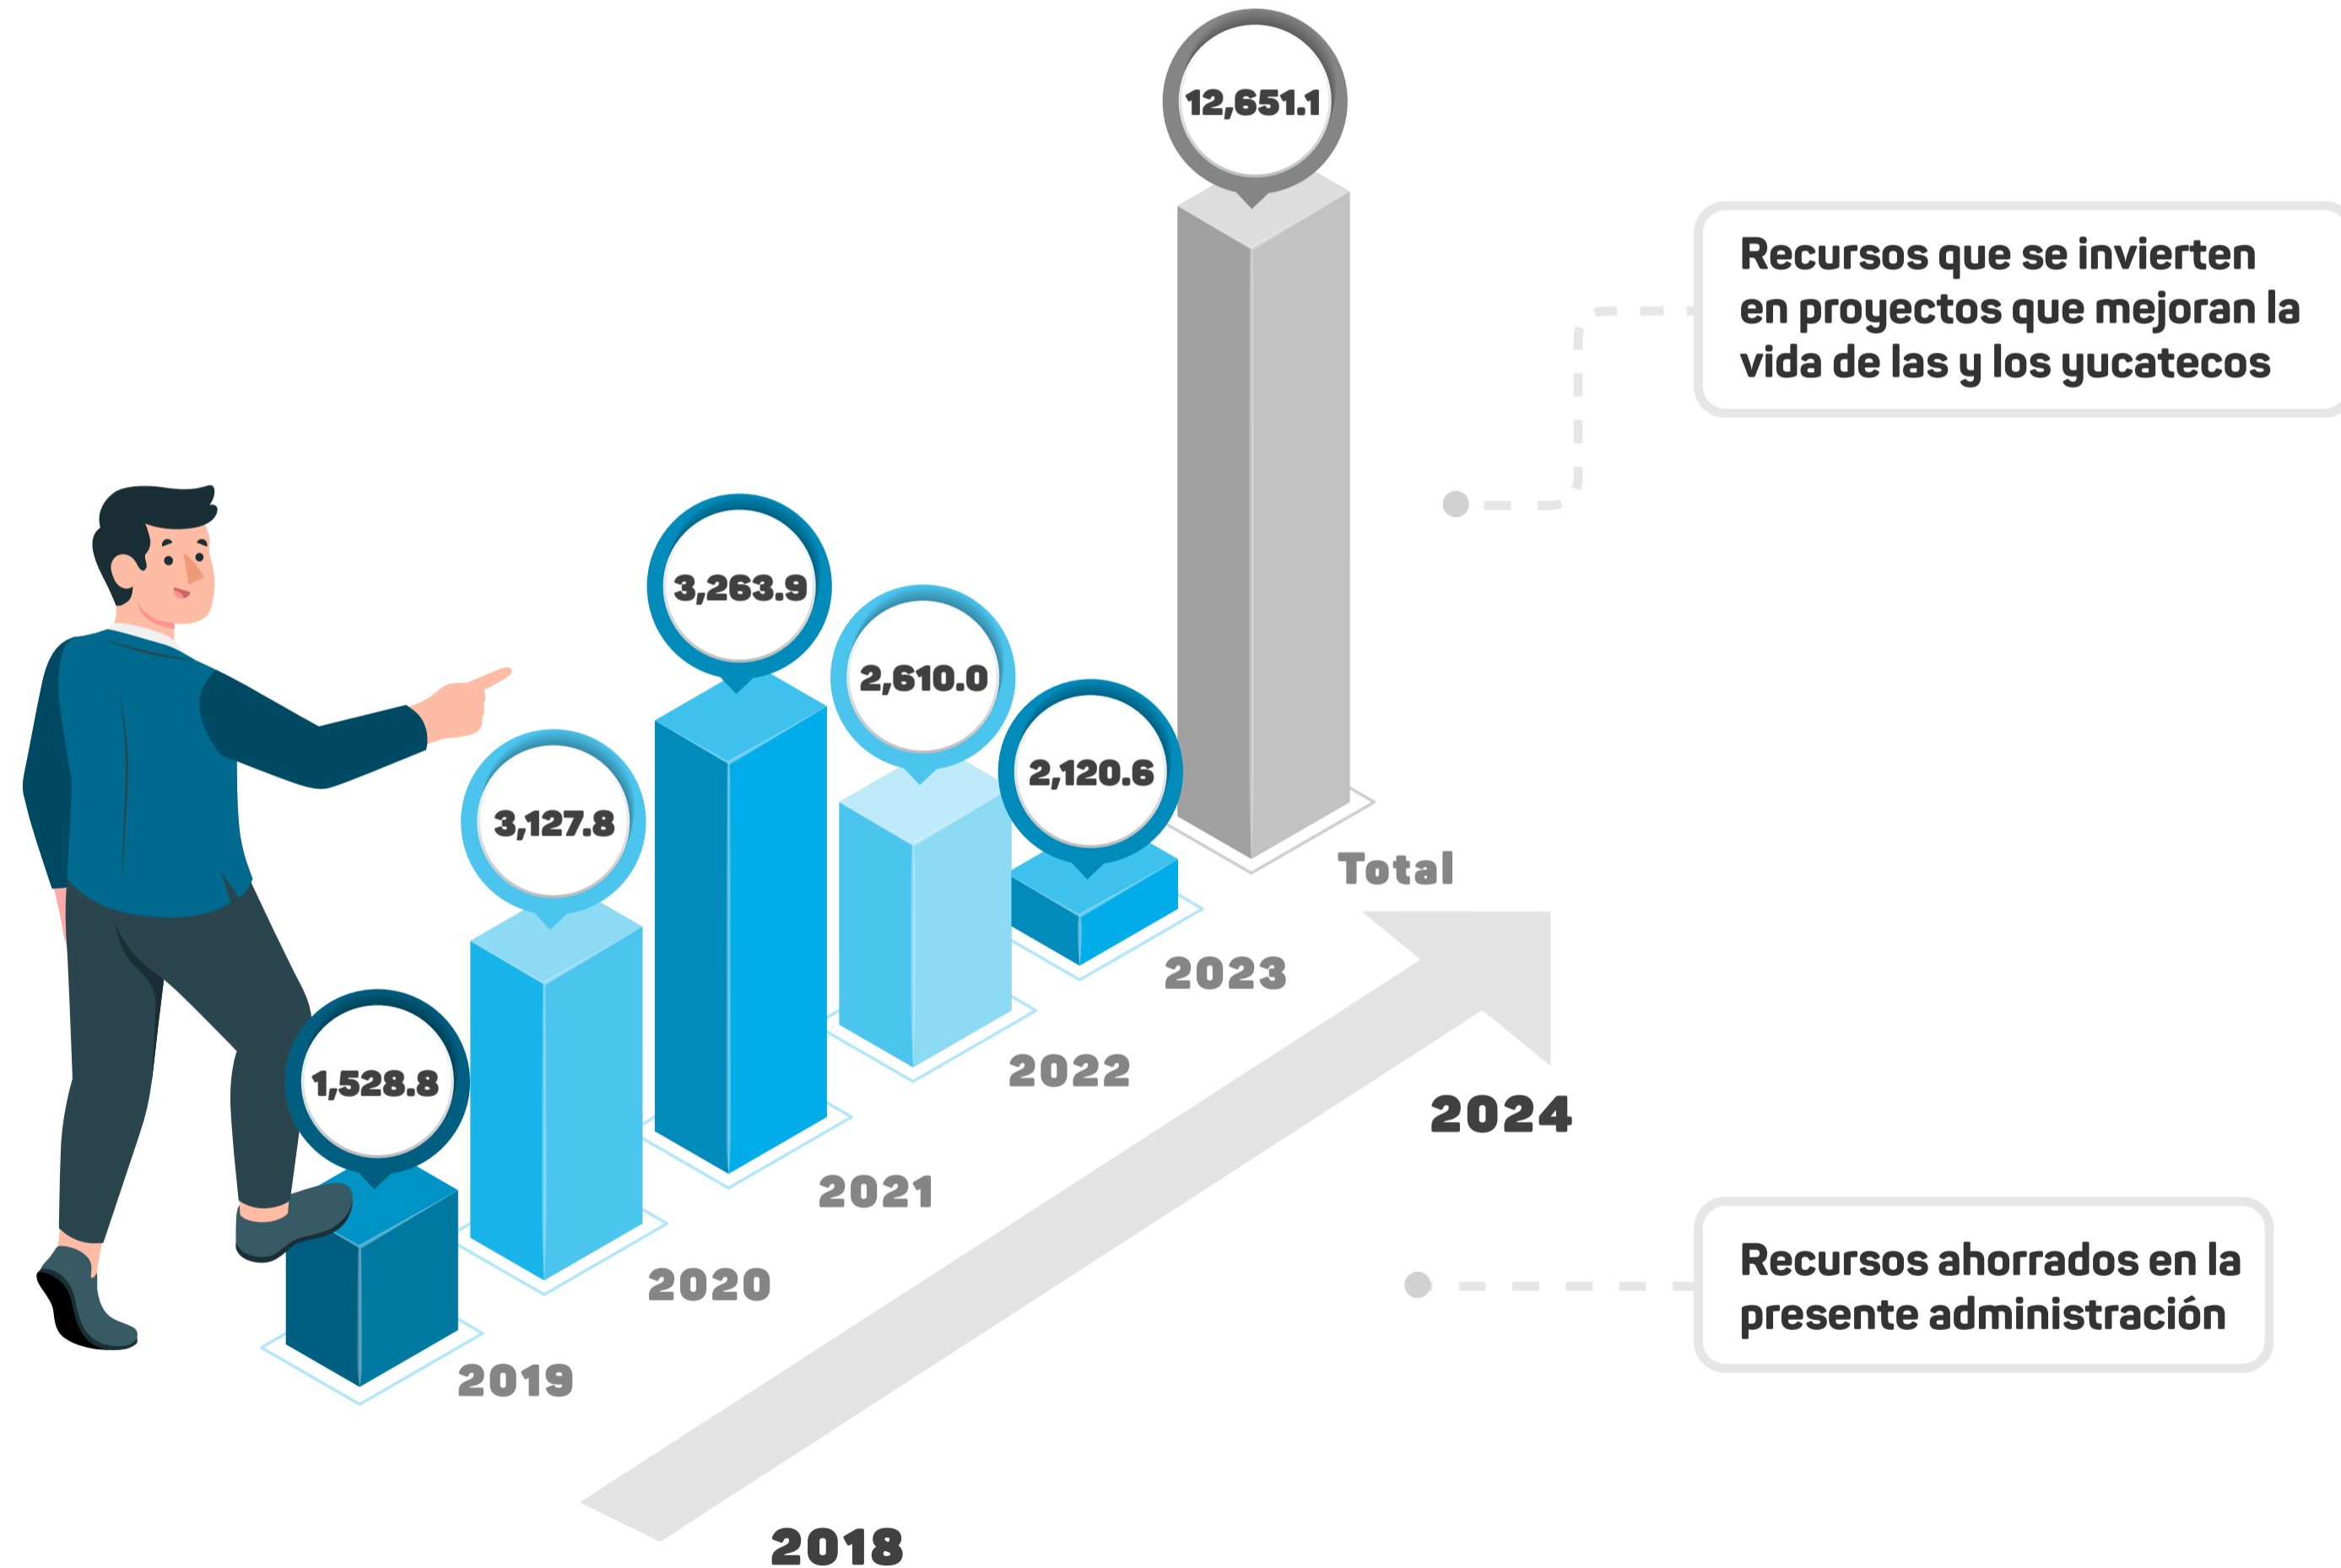 12,651.1
Recursos que se invierten
en proyectos que mejoran la
vida de las y los yucatecos
3,263.9
2,610.0
2,120.6
3,127.8
Total
2023
1,528.8
2022
2024
2021
Recursos ahorrados en la
presente administración
2020
2019
2018